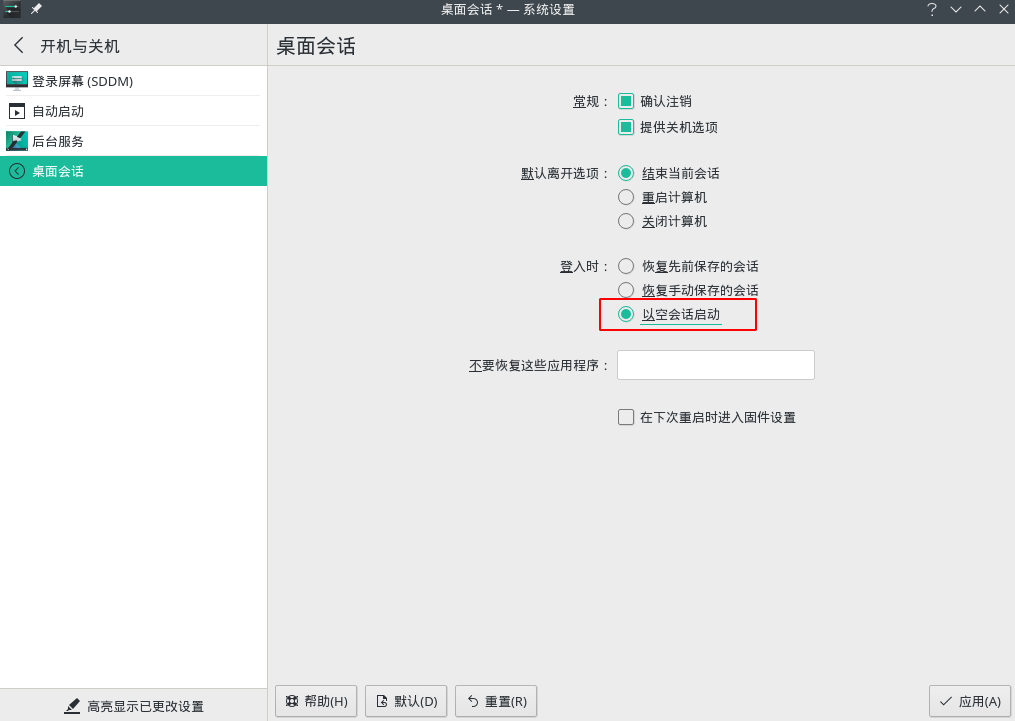 桌面会话 * — 系统设置
开机与关机
桌面会话
登录屏幕 (SDDM)
自动启动
后台服务
桌面会话
常规：
确认注销
提供关机选项
默认离开选项：
结束当前会话
重启计算机
关闭计算机
登入时：
恢复先前保存的会话
恢复手动保存的会话
以空会话启动
不要恢复这些应用程序：
在下次重启时进入固件设置
高亮显示已更改设置
帮助(H)
默认(D)
重置(R)
应用(A)